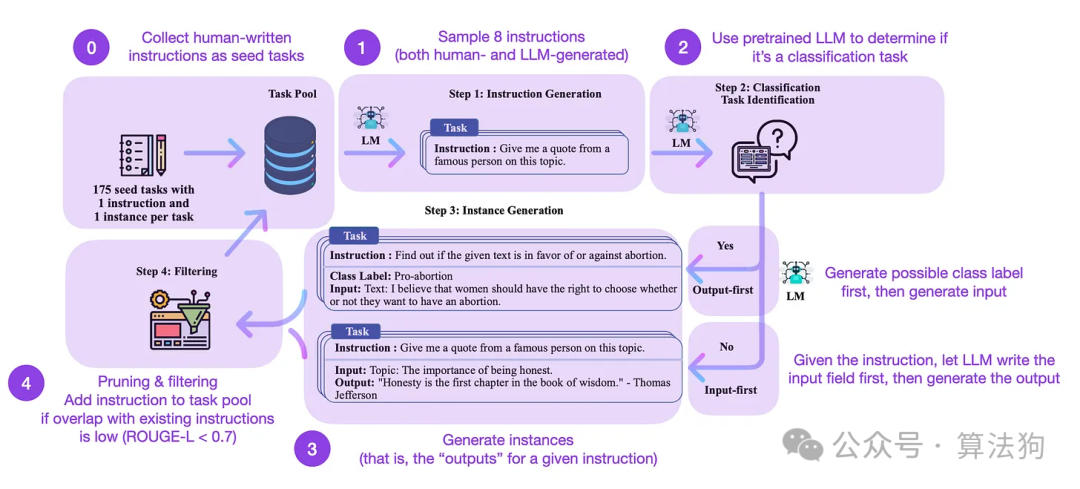 0
Collect human-written
instructions as seed tasks
1
Sample 8 instructions
(both human- and LLM-generated)
2
Use pretrained LLM to determine if
it's a classification task
Task Pool
175 seed tasks with
1 instruction and
1 instance per task
LM
Step 1: Instruction Generation
Task
Instruction : Give me a quote from a
famous person on this topic.
LM
Step 2: Classification
Task Identification
Step 3: Instance Generation
Task
Instruction : Find out if the given text is in favor of or against abortion.
Class Label: Pro-abortion
Input: Text: I believe that women should have the right to choose whether
or not they want to have an abortion.
Task
Instruction : Give me a quote from a famous person on this topic.
Input: Topic: The importance of being honest.
Output: "Honesty is the first chapter in the book of wisdom." - Thomas
Jefferson
Yes
Output-first
No
Input-first
LM
Generate possible class label
first, then generate input
Given the instruction, let LLM write the
input field first, then generate the output
Step 4: Filtering
4
Pruning & filtering
Add instruction to task pool
if overlap with existing instructions
is low (ROUGE-L < 0.7)
3
Generate instances
(that is, the "outputs" for a given instruction)
公众号 · 算法狗